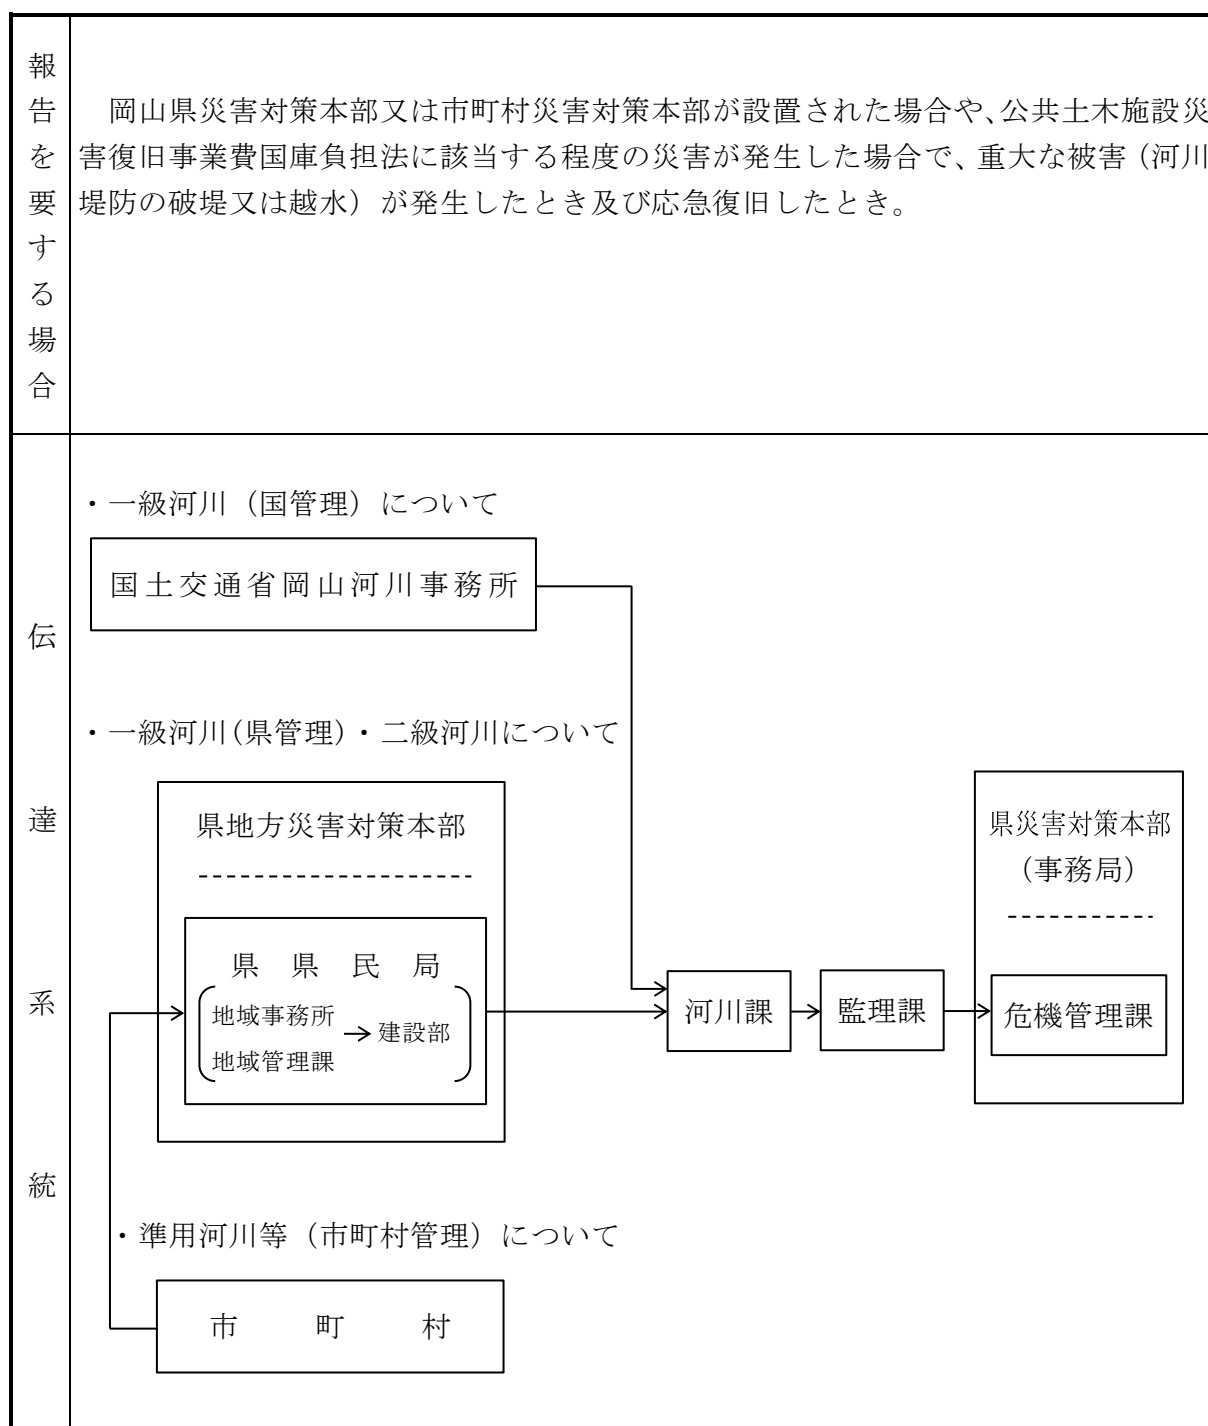 報告を要する場合
　岡山県災害対策本部又は市町村災害対策本部が設置された場合や、公共土木施設災
害復旧事業費国庫負担法に該当する程度の災害が発生した場合で、重大な被害（河川
堤防の破堤又は越水）が発生したとき及び応急復旧したとき。
伝達系統
・一級河川（国管理）について
国土交通省岡山河川事務所
・一級河川(県管理)・二級河川について
県地方災害対策本部
県県民局
地域事務所
地域管理課
→建設部
河川課
監理課
県災害対策本部
（事務局）
危機管理課
・準用河川等（市町村管理）について
市町村